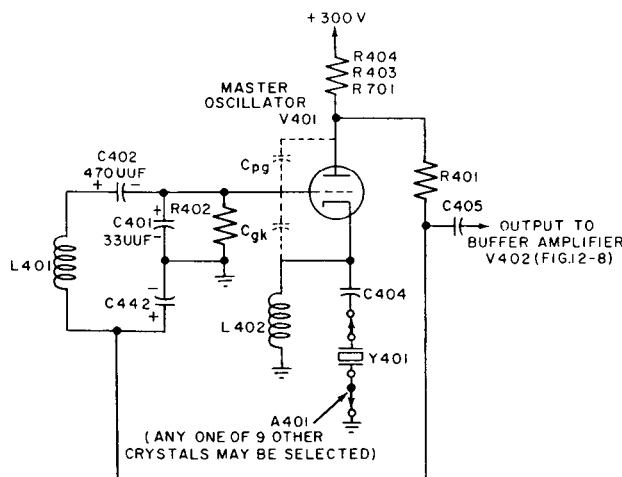 +300V
R404
R403
R701
MASTER
OSCILLATOR
V401
C402
470UUF
+ -
Cpg
R401
+
C401
33UUF
-
R402
Cgk
C405
OUTPUT TO
BUFFER AMPLIFIER
V402 (FIG.12-8)
L401
C442
-
+
L402
C404
Y401
A401
(ANY ONE OF 9 OTHER
CRYSTALS MAY BE SELECTED)